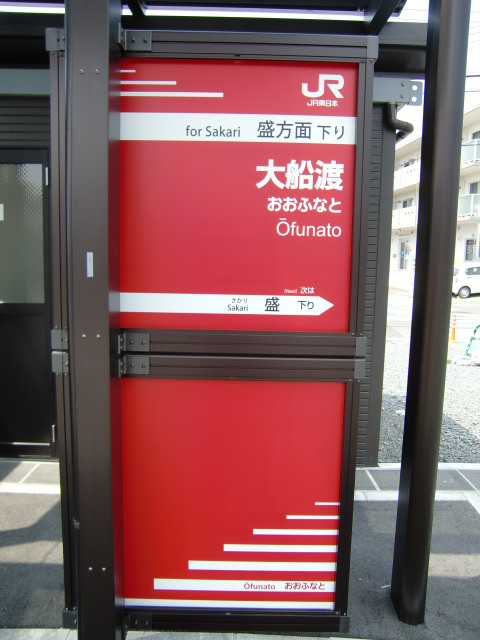 JR
JR東日本
for Sakari 盛方面 下り
大船渡
おおふなと
Ōfunato
(Next) 次は
さかり
Sakari 盛 下り
Ōfunato おおふなと